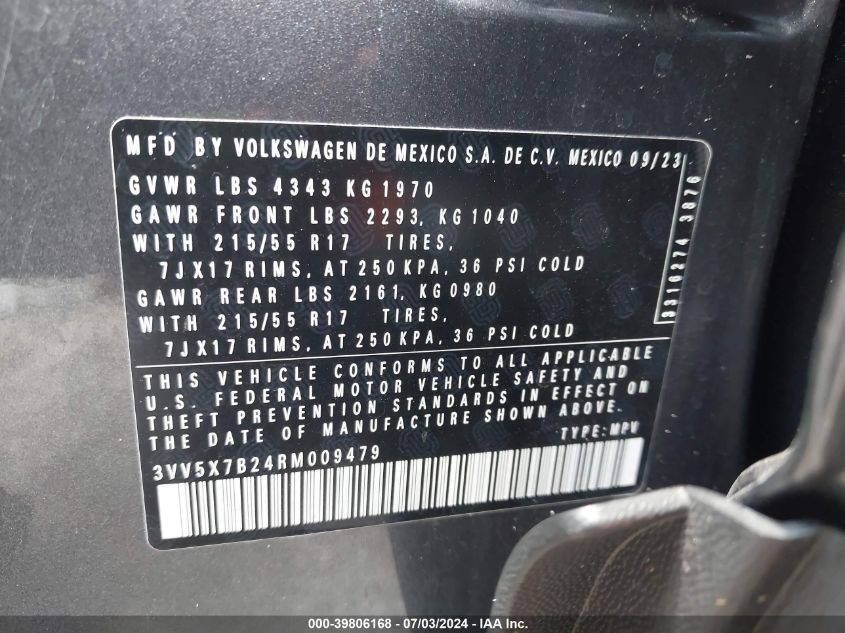 MFD BY VOLKSWAGEN DE MEXICO S.A. DE C.V. MEXICO 09/23
GVWR LBS 4343 KG 1970
GAWR FRONT LBS 2293, KG 1040
WITH 215/55 R17 TIRES,
7JX17 RIMS, AT 250 KPA, 36 PSI COLD
GAWR REAR LBS 2161, KG 0980
WITH 215/55 R17 TIRES,
7JX17 RIMS, AT 250 KPA, 36 PSI COLD
3316274 3876
THIS VEHICLE CONFORMS TO ALL APPLICABLE
U.S. FEDERAL MOTOR VEHICLE SAFETY AND
THEFT PREVENTION STANDARDS IN EFFECT ON
THE DATE OF MANUFACTURE SHOWN ABOVE.
TYPE: MPV
3VV5X7B24RM009479
000-39806168 - 07/03/2024 - IAA Inc.